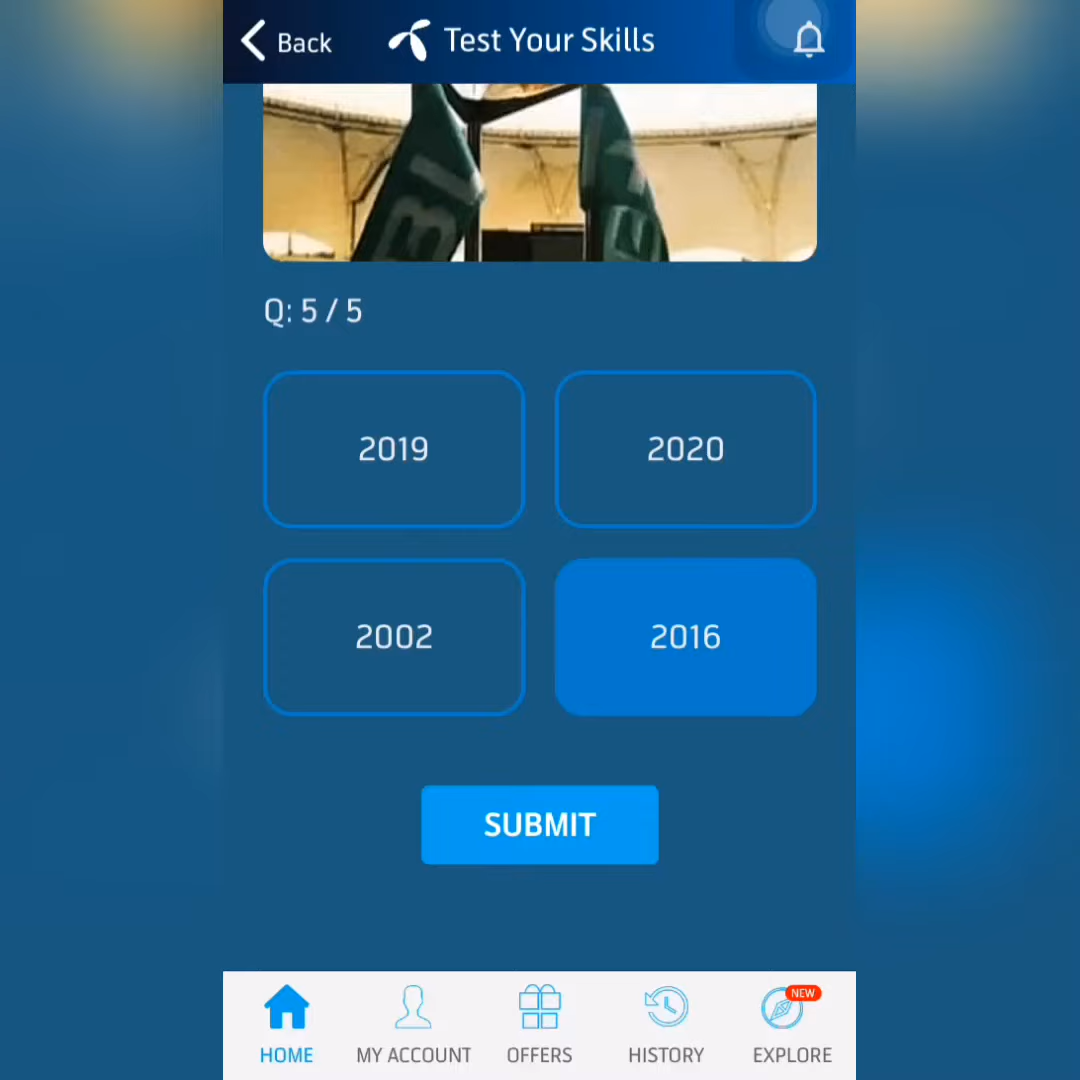 Back
Test Your Skills
Q: 5 / 5
2019
2020
2002
2016
SUBMIT
NEW
HOME
MY ACCOUNT
OFFERS
HISTORY
EXPLORE